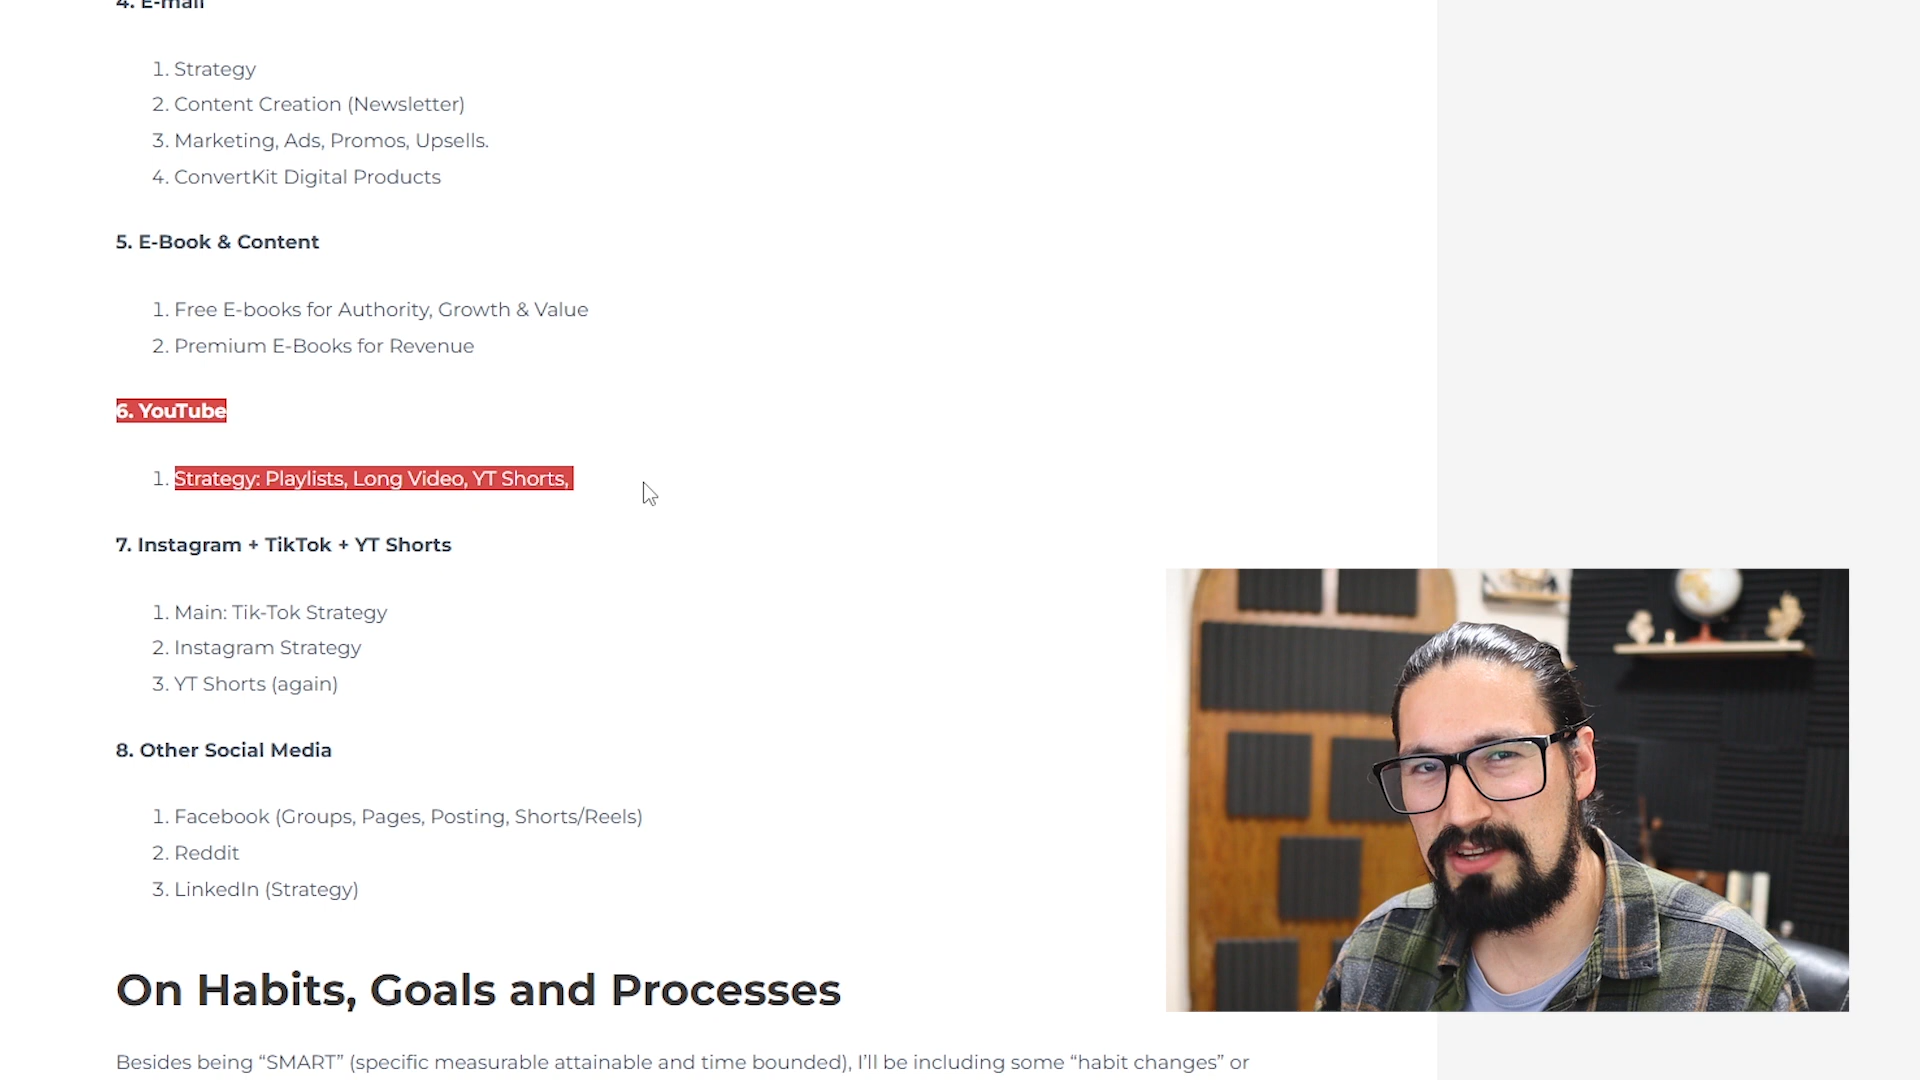 4. E-mail
1. Strategy
2. Content Creation (Newsletter)
3. Marketing, Ads, Promos, Upsells.
4. ConvertKit Digital Products
5. E-Book & Content
1. Free E-books for Authority, Growth & Value
2. Premium E-Books for Revenue
6. YouTube
1. Strategy: Playlists, Long Video, YT Shorts,
7. Instagram + TikTok + YT Shorts
1. Main: Tik-Tok Strategy
2. Instagram Strategy
3. YT Shorts (again)
8. Other Social Media
1. Facebook (Groups, Pages, Posting, Shorts/Reels)
2. Reddit
3. LinkedIn (Strategy)
On Habits, Goals and Processes
Besides being “SMART” (specific measurable attainable and time bounded), I’ll be including some “habit changes” or